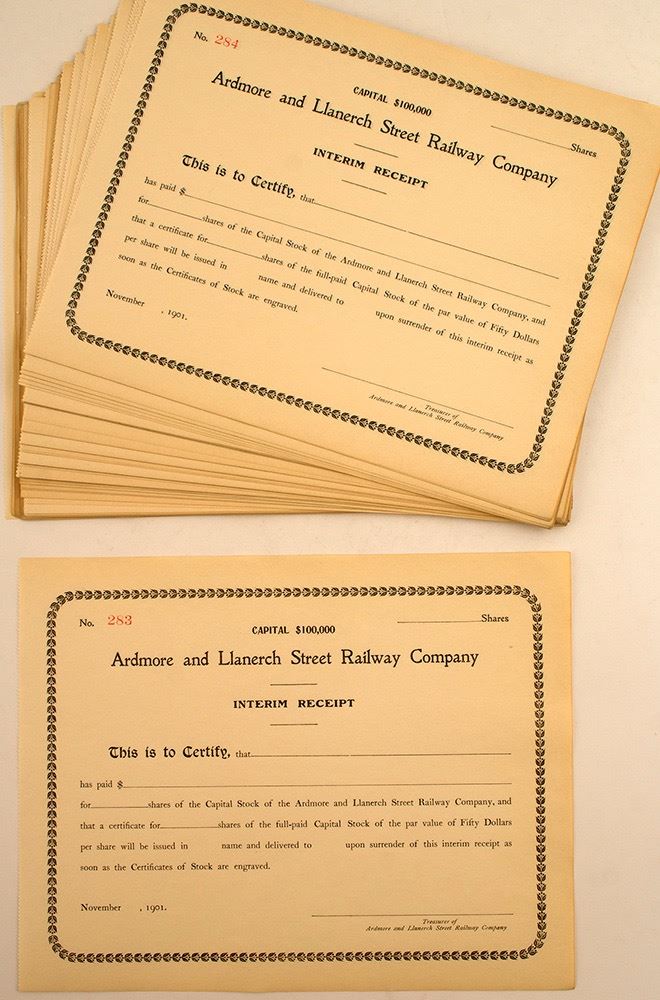 No. 284
CAPITAL $100,000
Shares
Ardmore and Llanerch Street Railway Company
INTERIM RECEIPT
This is to Certify, that
has paid $
for shares of the Capital Stock of the Ardmore and Llanerch Street Railway Company, and
that a certificate for shares of the full-paid Capital Stock of the par value of Fifty Dollars
per share will be issued in name and delivered to upon surrender of this interim receipt as
soon as the Certificates of Stock are engraved.
November , 1901.
Treasurer of
Ardmore and Llanerch Street Railway Company
No. 283
Shares
CAPITAL $100,000
Ardmore and Llanerch Street Railway Company
INTERIM RECEIPT
This is to Certify, that
has paid $
for shares of the Capital Stock of the Ardmore and Llanerch Street Railway Company, and
that a certificate for shares of the full-paid Capital Stock of the par value of Fifty Dollars
per share will be issued in name and delivered to upon surrender of this interim receipt as
soon as the Certificates of Stock are engraved.
November , 1901.
Treasurer of
Ardmore and Llanerch Street Railway Company